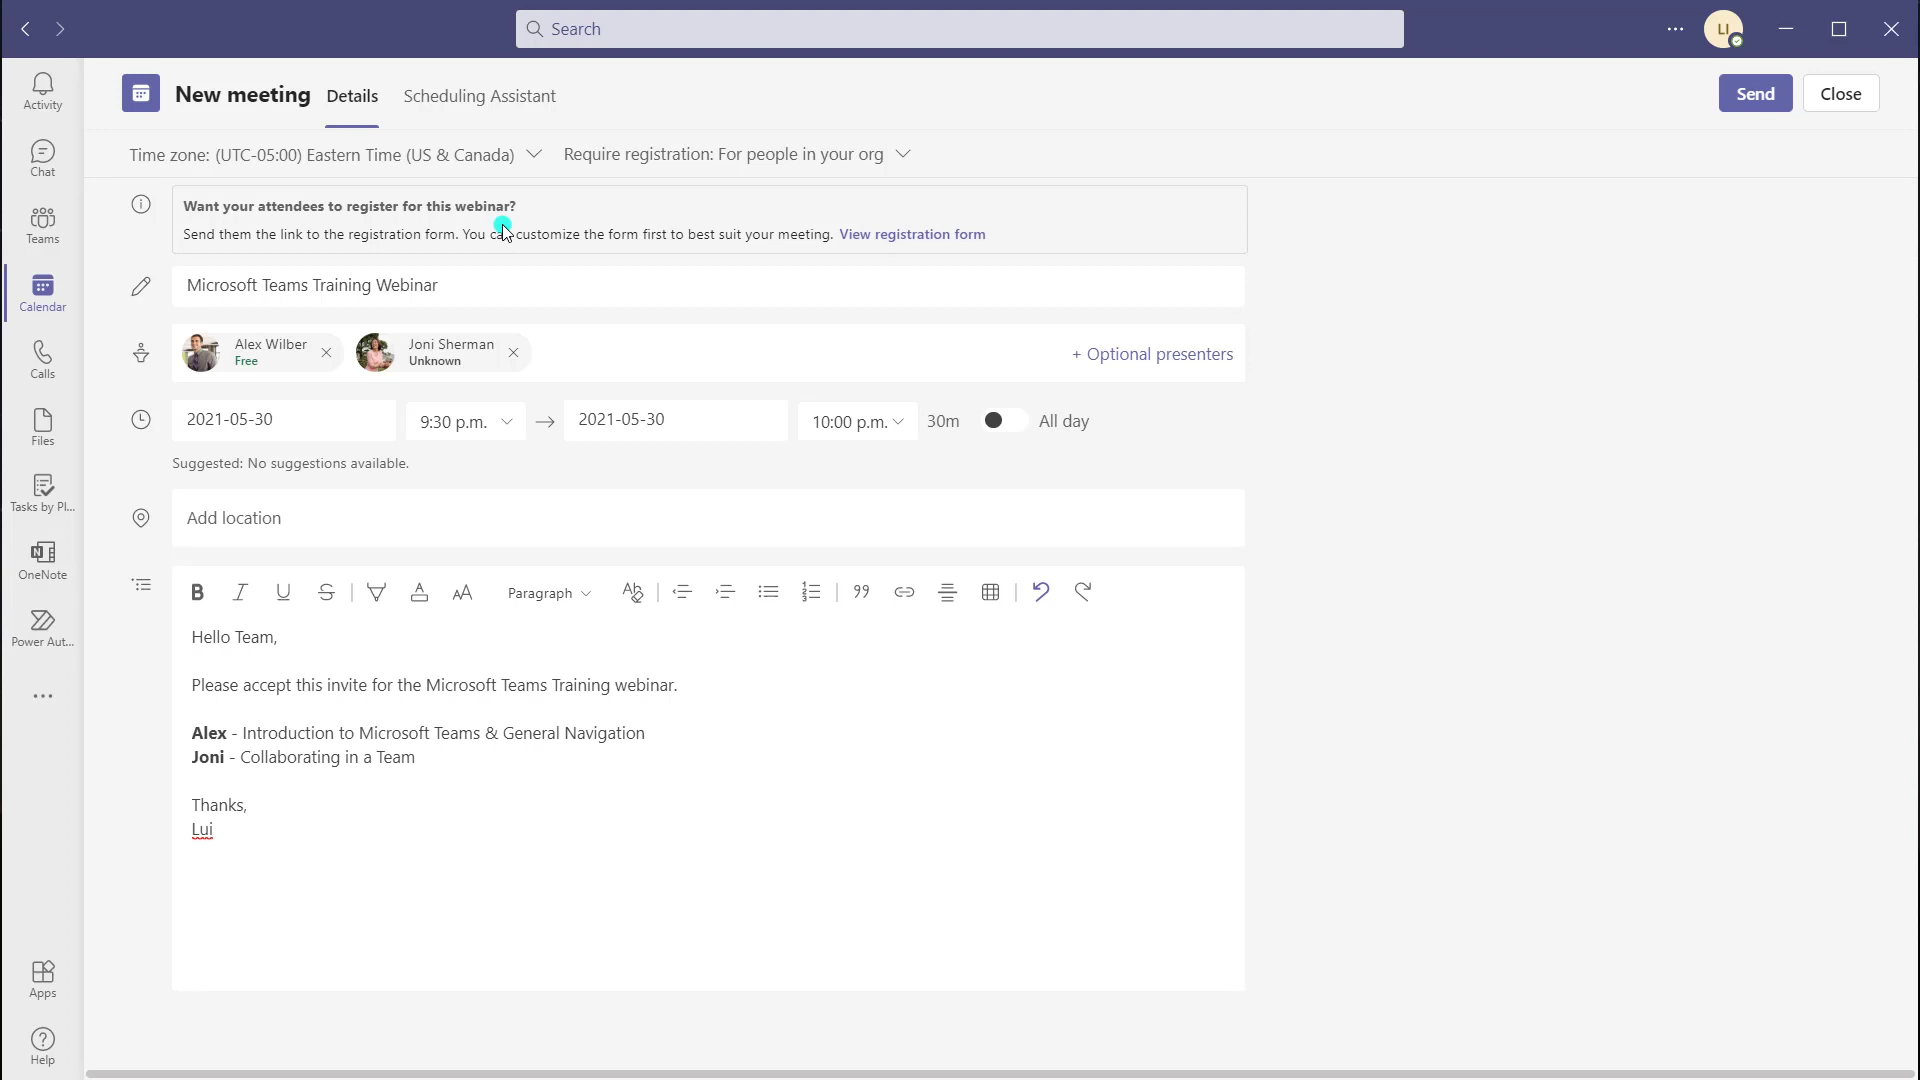 Search
LI
Activity
Chat
Teams
Calendar
Calls
Files
Tasks by Pl...
OneNote
Power Aut...
Apps
Help
New meeting
Details
Scheduling Assistant
Send
Close
Time zone: (UTC-05:00) Eastern Time (US & Canada)
Require registration: For people in your org
Want your attendees to register for this webinar?
Send them the link to the registration form. You can customize the form first to best suit your meeting. View registration form
Microsoft Teams Training Webinar
Alex Wilber
Free
Joni Sherman
Unknown
+ Optional presenters
2021-05-30
9:30 p.m.
2021-05-30
10:00 p.m.
30m
All day
Suggested: No suggestions available.
Add location
Paragraph
Hello Team,
Please accept this invite for the Microsoft Teams Training webinar.
Alex - Introduction to Microsoft Teams & General Navigation
Joni - Collaborating in a Team
Thanks,
Lui